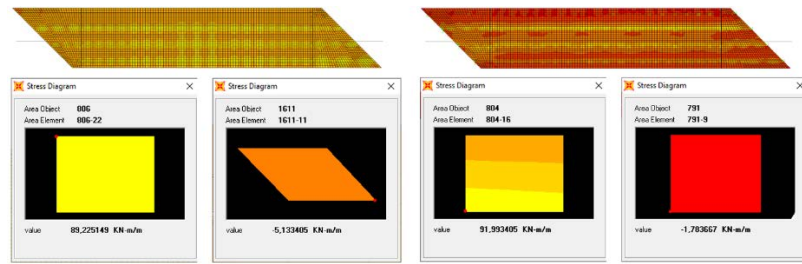 Stress Diagram
Area Object 806
Area Element 806-22
value 89,225149 KN-m/m
Stress Diagram
Area Object 1611
Area Element 1611-11
value -5,133405 KN-m/m
Stress Diagram
Area Object 804
Area Element 804-16
value 91,993405 KN-m/m
Stress Diagram
Area Object 791
Area Element 791-9
value -1,783667 KN-m/m